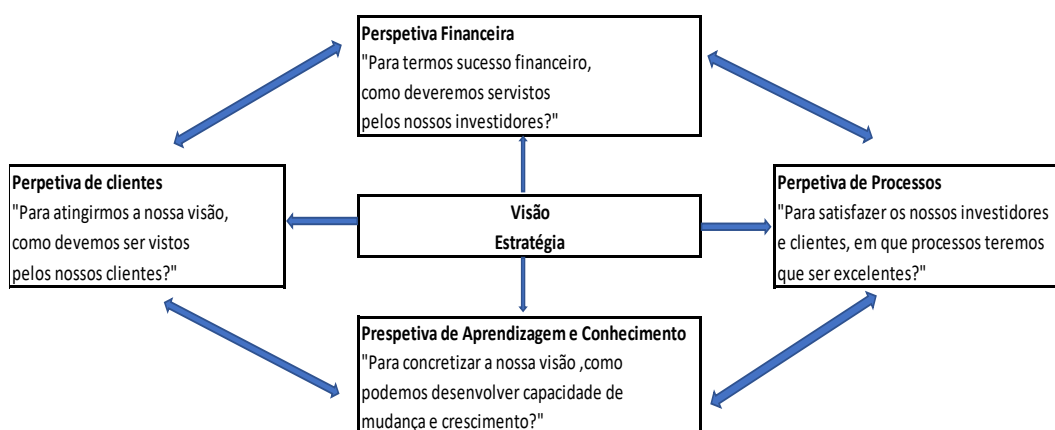 Perspetiva Financeira
"Para termos sucesso financeiro,
como deveremos servistos
pelos nossos investidores?"
Perpetiva de clientes
"Para atingirmos a nossa visão,
como devemos ser vistos
pelos nossos clientes?"
Visão
Estratégia
Perpetiva de Processos
"Para satisfazer os nossos investidores
e clientes, em que processos teremos
que ser excelentes?"
Prespetiva de Aprendizagem e Conhecimento
"Para concretizar a nossa visão ,como
podemos desenvolver capacidade de
mudança e crescimento?"